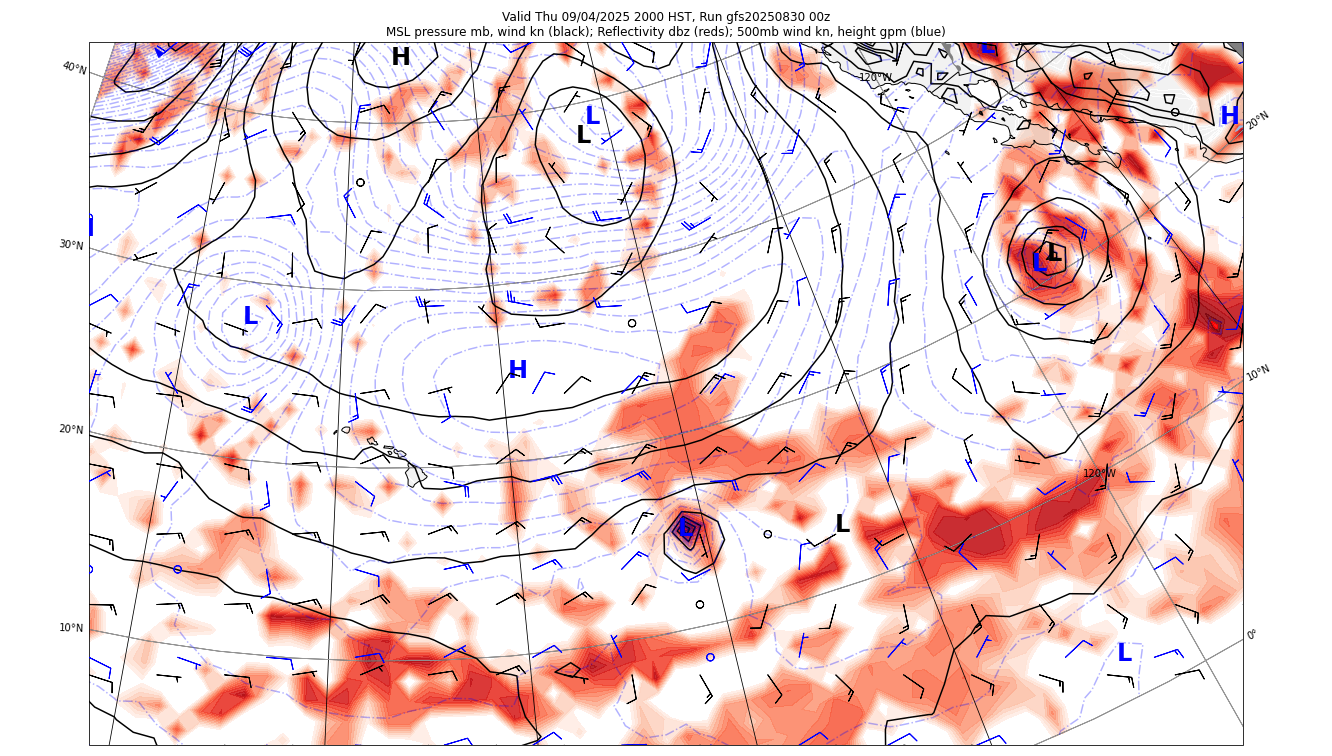 Valid Thu 09/04/2025 2000 HST, Run gfs20250830 00z
MSL pressure mb, wind kn (black); Reflectivity dbz (reds); 500mb wind kn, height gpm (blue)
H
L
40°N
120°W
L
H
20°N
L
30°N
L
L
L
H
10°N
20°N
120°W
L
L
10°N
0°
L